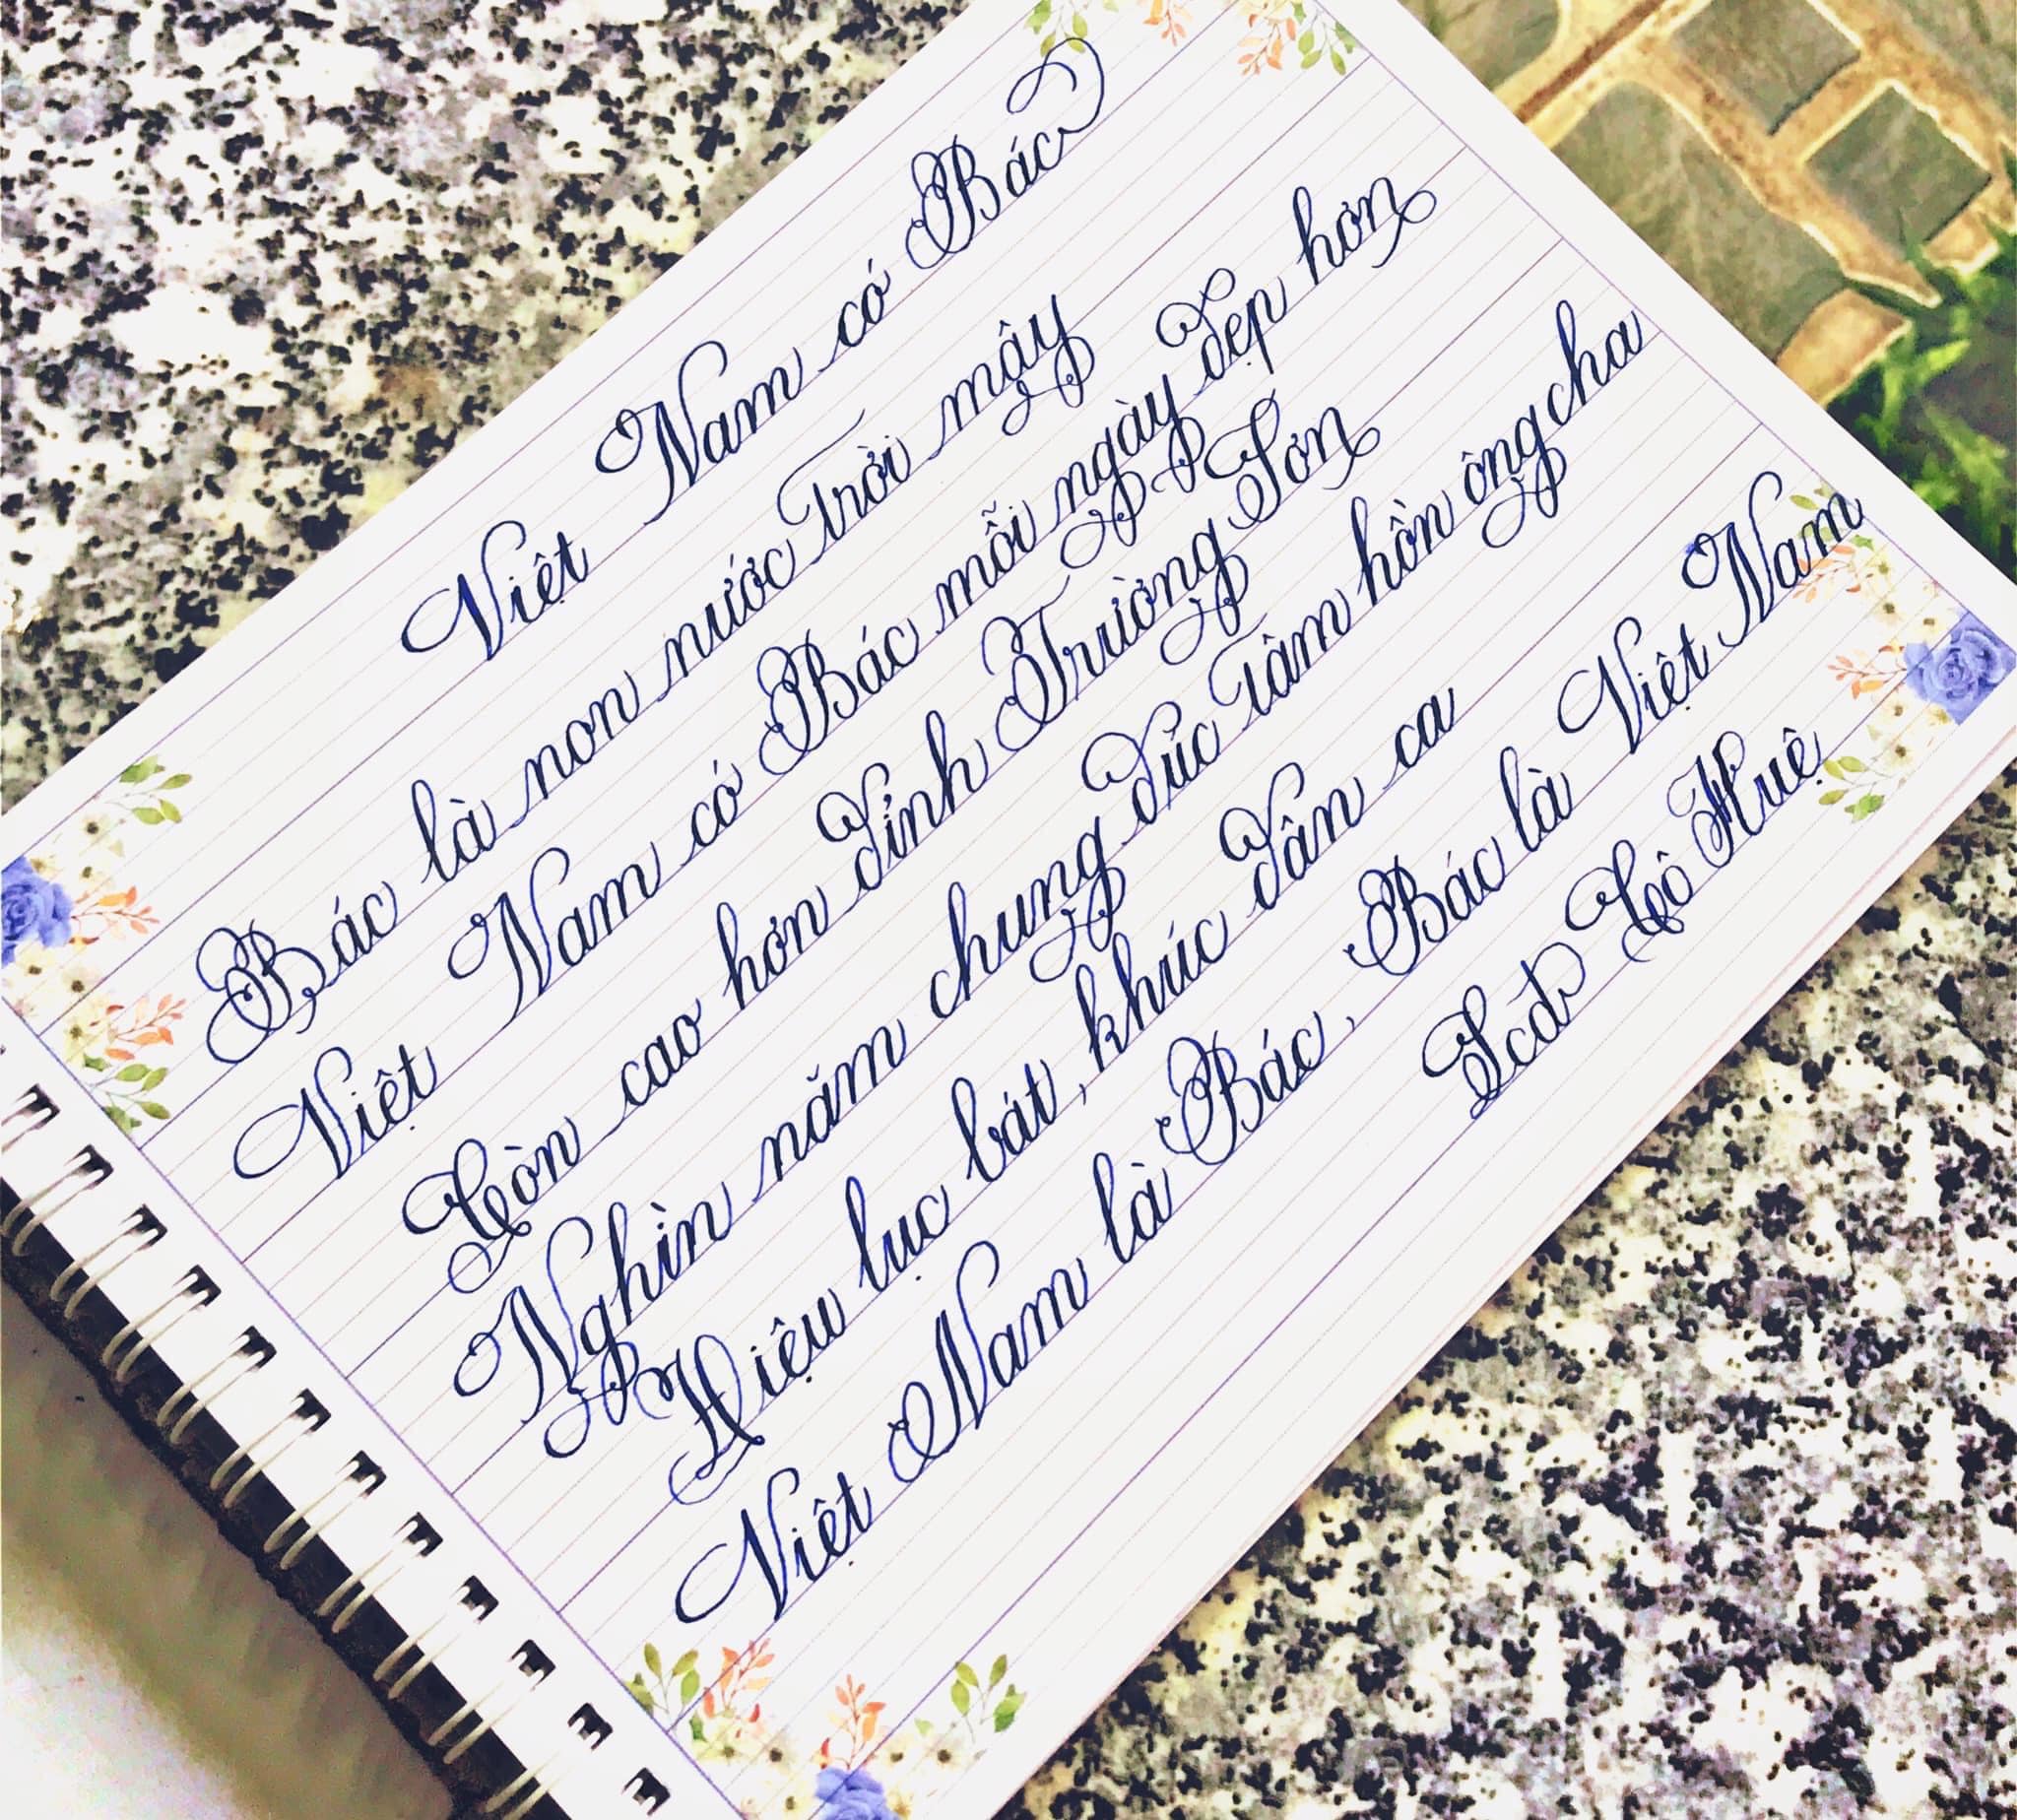 Việt Nam có Bác
Bác là non nước trời mây
Việt Nam có Bác mỗi ngày đẹp hơn
Còn cao hơn đỉnh Trường Sơn
Nghìn năm chung đúc tâm hồn ông cha
Điệu lục bát, khúc dân ca
Việt Nam là Bác, Bác là Việt Nam
Lcđ Cô Huệ